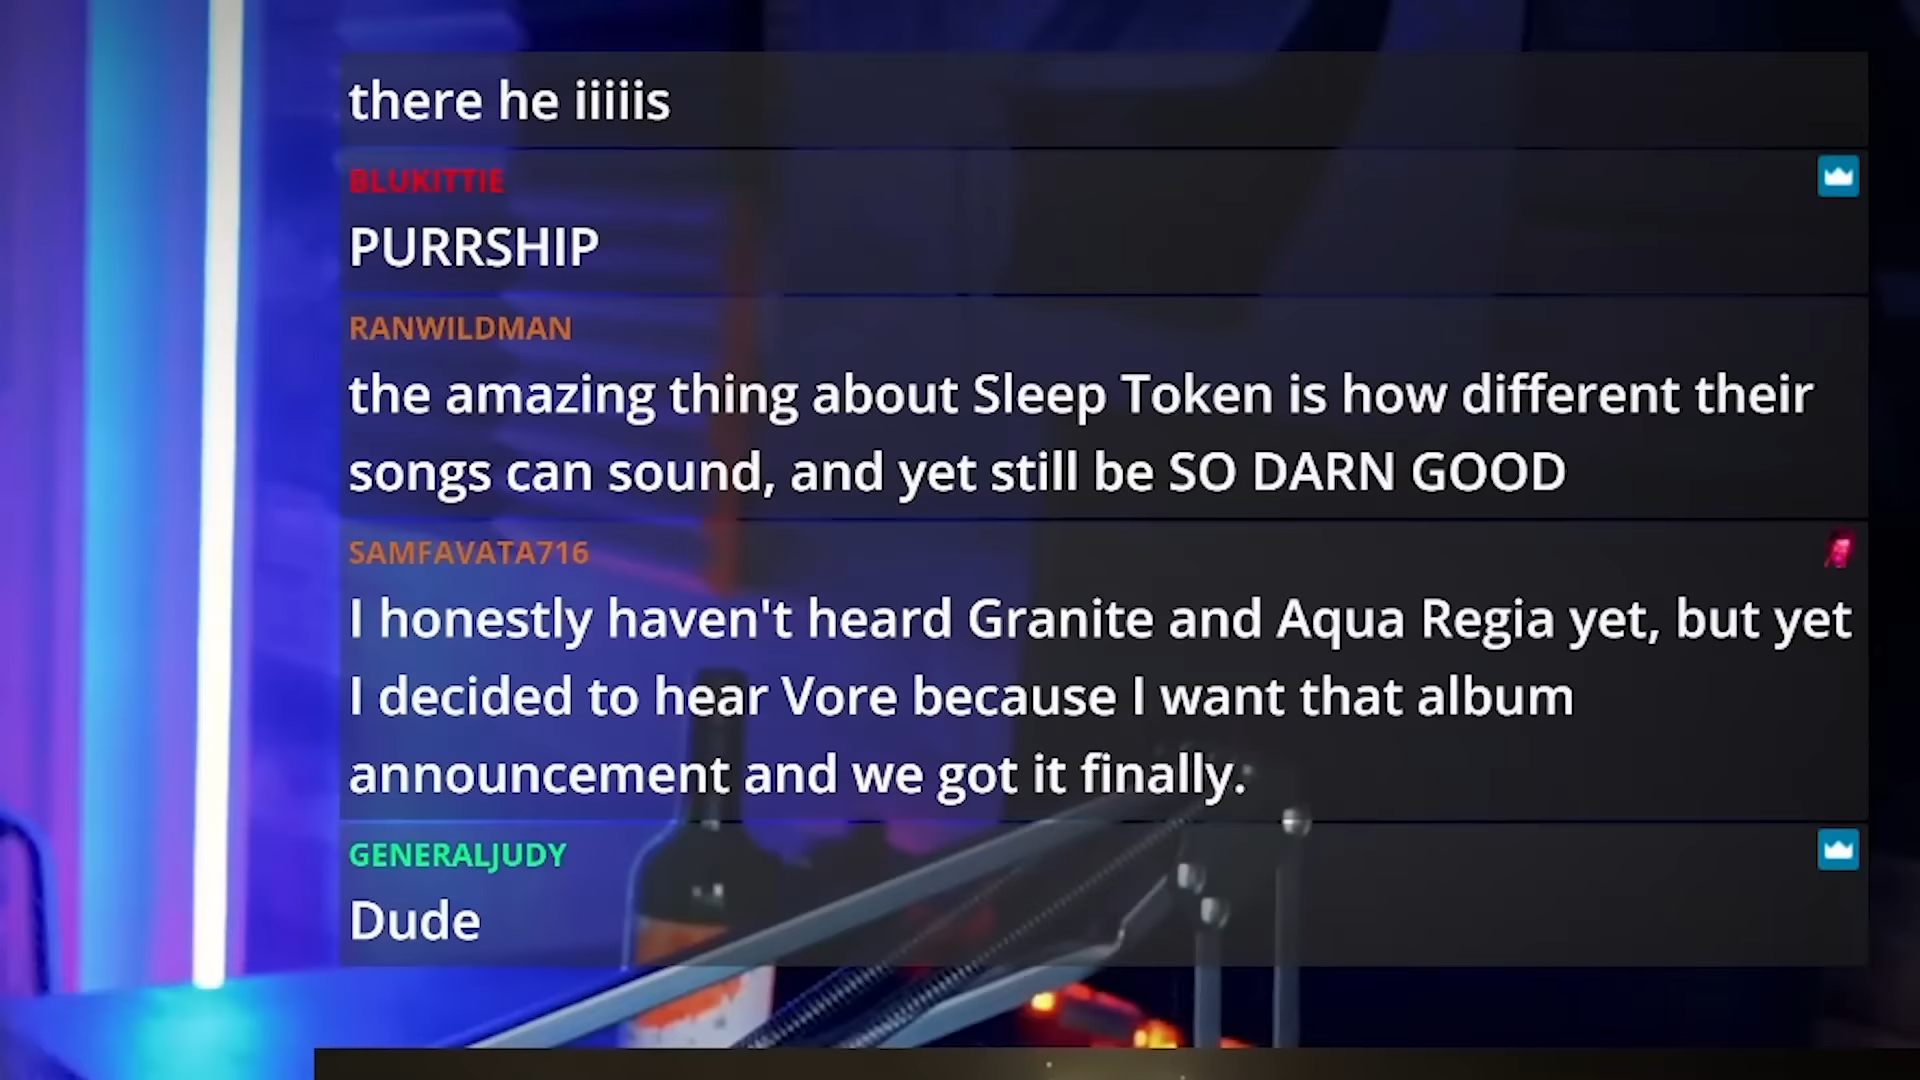 there he iiiiis
BLUKITTIE
PURRSHIP
RANWILDMAN
the amazing thing about Sleep Token is how different their
songs can sound, and yet still be SO DARN GOOD
SAMFAVATA716
I honestly haven't heard Granite and Aqua Regia yet, but yet
I decided to hear Vore because I want that album
announcement and we got it finally.
GENERALJUDY
Dude